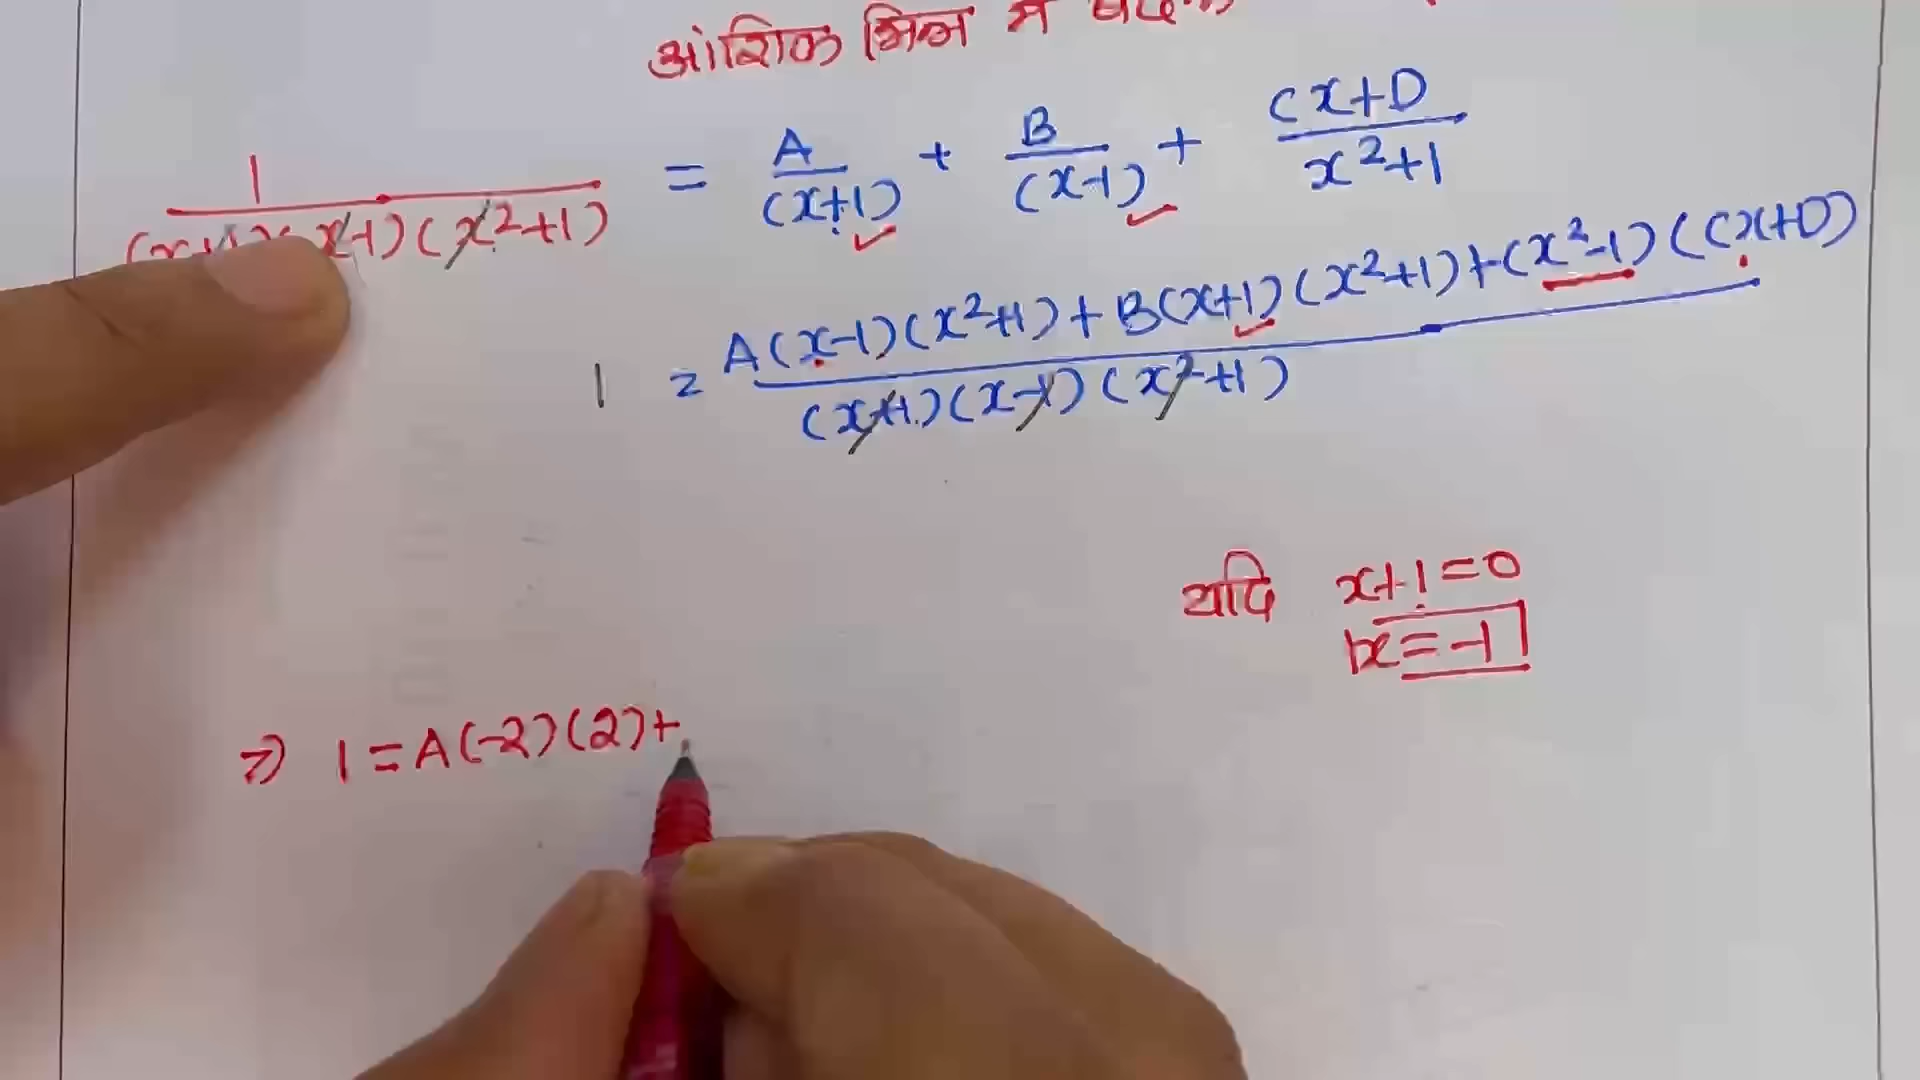 आंशिक भिन्न में
1/((x+1)(x-1)(x²+1)) = A/(x+1) + B/(x-1) + (Cx+D)/(x²+1)
1 = (A(x-1)(x²+1)+B(x+1)(x²+1)+(x²-1)(Cx+D))/((x+1)(x-1)(x²+1))
यदि x+1=0
x=-1
⇒ 1=A(-2)(2)+